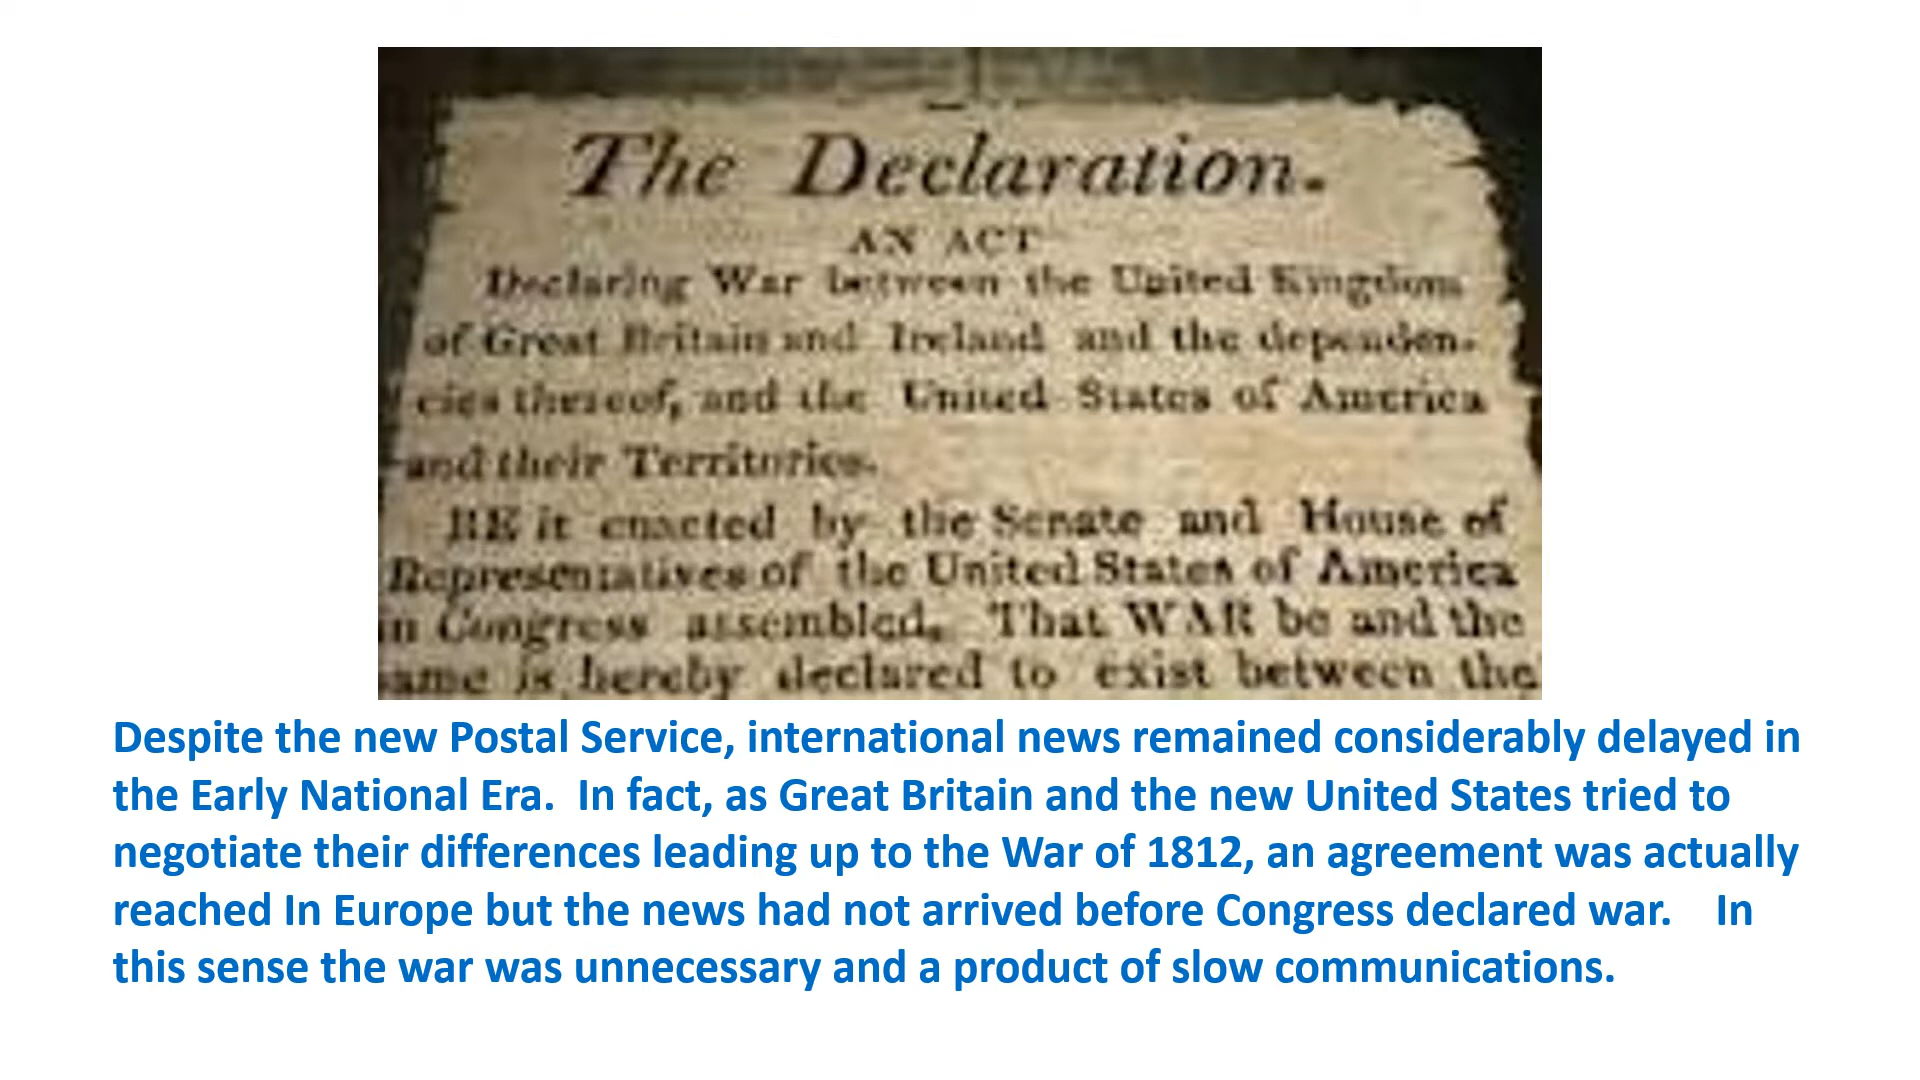 The Declaration.
AN ACT
Declaring War between the United Kingdom
of Great Britain and Ireland and the dependen-
cies thereof, and the United States of America
and their Territories.
BE it enacted by the Senate and House of
Representatives of the United States of America
in Congress assembled, That WAR be and the
same is hereby declared to exist between the
Despite the new Postal Service, international news remained considerably delayed in
the Early National Era.  In fact, as Great Britain and the new United States tried to
negotiate their differences leading up to the War of 1812, an agreement was actually
reached In Europe but the news had not arrived before Congress declared war.    In
this sense the war was unnecessary and a product of slow communications.